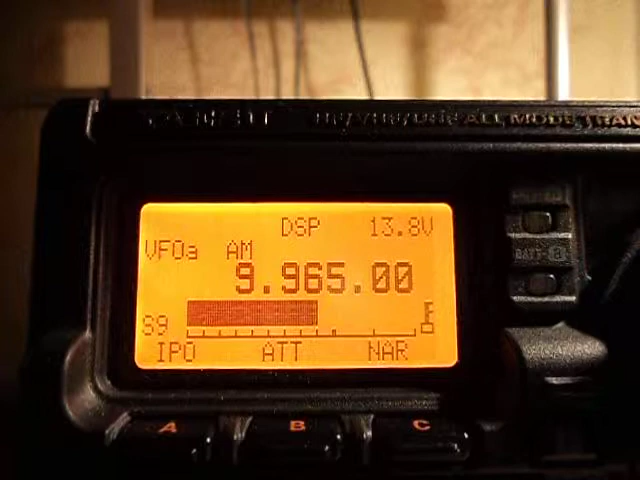 HF/VHF/UHF ALL MODE TRAN
DSP 13.8V
VFOa AM
9.965.00
S9
IPO ATT NAR
A B C